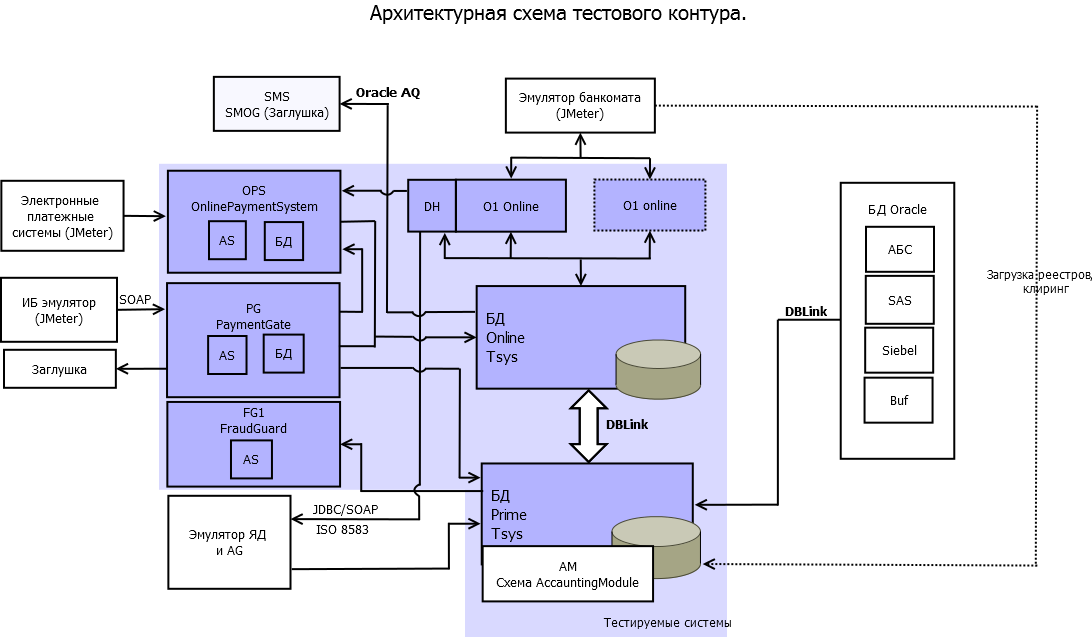 Архитектурная схема тестового контура.
SMS
SMOG (Заглушка)
Oracle AQ
Эмулятор банкомата
(JMeter)
Электронные
платежные
системы (JMeter)
OPS
OnlinePaymentSystem
AS
БД
DH
O1 Online
O1 online
БД Oracle
АБС
SAS
Siebel
Buf
Загрузка реестров,
клиринг
ИБ эмулятор
(JMeter)
SOAP
PG
PaymentGate
AS
БД
Заглушка
БД
Online
Tsys
DBLink
FG1
FraudGuard
AS
DBLink
БД
Prime
Tsys
Эмулятор ЯД
и AG
JDBC/SOAP
ISO 8583
AM
Схема AccauntingModule
Тестируемые системы